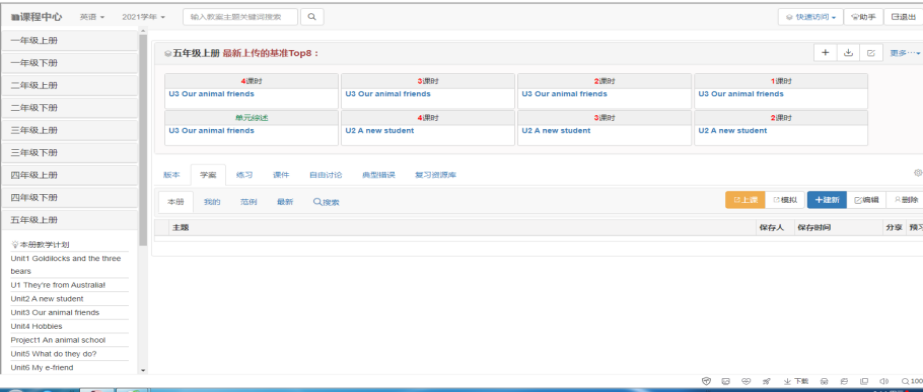 课程中心 英语 2021学年 输入教案主题关键词搜索 快速访问 助手 退出
一年级上册
一年级下册
二年级上册
二年级下册
三年级上册
三年级下册
四年级上册
四年级下册
五年级上册
本册教学计划
Unit1 Goldilocks and the three
bears
U1 They're from Australia!
Unit2 A new student
Unit3 Our animal friends
Unit4 Hobbies
Project1 An animal school
Unit5 What do they do?
Unit6 My e-friend
五年级上册 最新上传的基准Top8：
更多…
4课时 3课时 2课时 1课时
U3 Our animal friends U3 Our animal friends U3 Our animal friends U3 Our animal friends
单元综述 4课时 3课时 2课时
U3 Our animal friends U2 A new student U2 A new student U2 A new student
版本 学案 练习 课件 自由讨论 典型错误 复习资源库
本册 我的 范例 最新 搜索 上课 模拟 建新 编辑 删除
主题 保存人 保存时间 分享 预习
下载 100